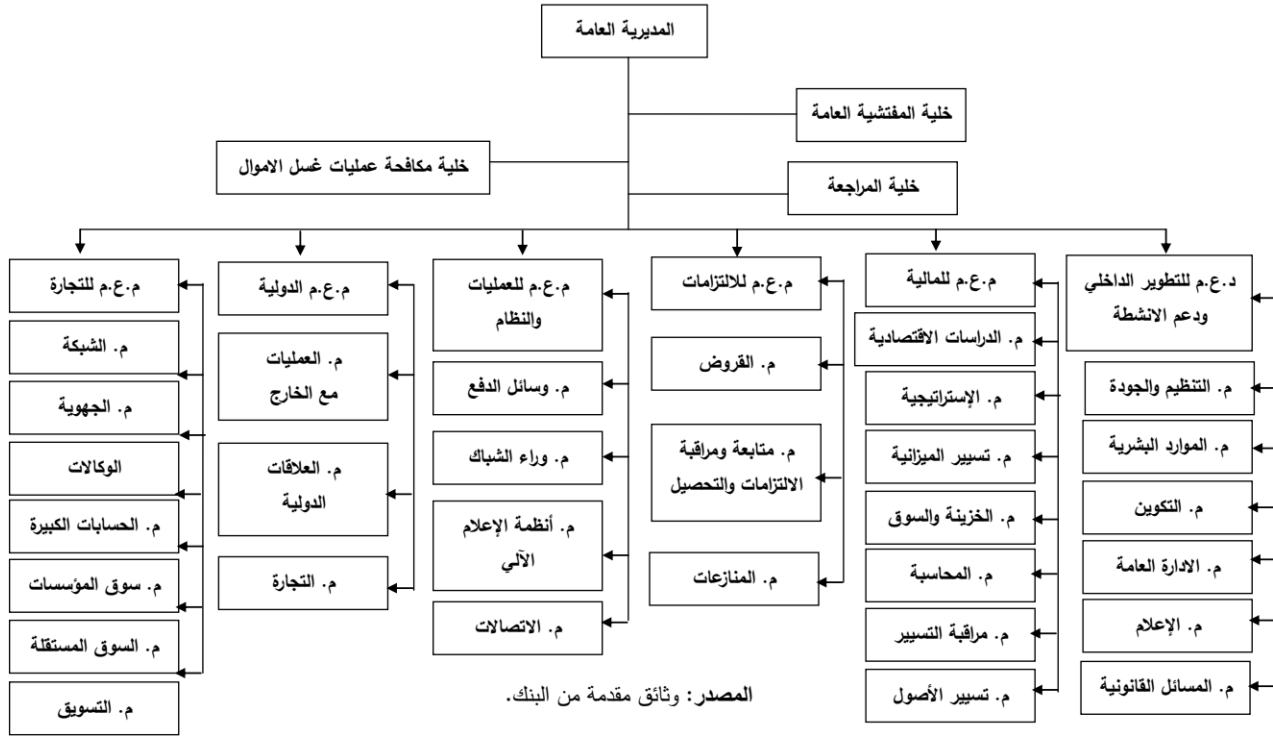 المديرية العامة
خلية المفتشية العامة
خلية مكافحة عمليات غسل الاموال
خلية المراجعة
د.ع.م للتطوير الداخلي
ودعم الانشطة
م. التنظيم والجودة
م. الموارد البشرية
م. التكوين
م. الادارة العامة
م. الإعلام
م. المسائل القانونية
م.ع.م للمالية
م. الدراسات الاقتصادية
م. الإستراتيجية
م. تسيير الميزانية
م. الخزينة والسوق
م. المحاسبة
م. مراقبة التسيير
م. تسيير الأصول
م.ع.م للالتزامات
م. القروض
م. متابعة ومراقبة
الالتزامات والتحصيل
م. المنازعات
م.ع.م للعمليات
والنظام
م. وسائل الدفع
م. وراء الشباك
م. أنظمة الإعلام
الآلي
م. الاتصالات
م.ع.م الدولية
م. العمليات
مع الخارج
م. العلاقات
الدولية
م. التجارة
م.ع.م للتجارة
م. الشبكة
م. الجهوية
الوكالات
م. الحسابات الكبيرة
م. سوق المؤسسات
م. السوق المستقلة
م. التسويق
المصدر: وثائق مقدمة من البنك.